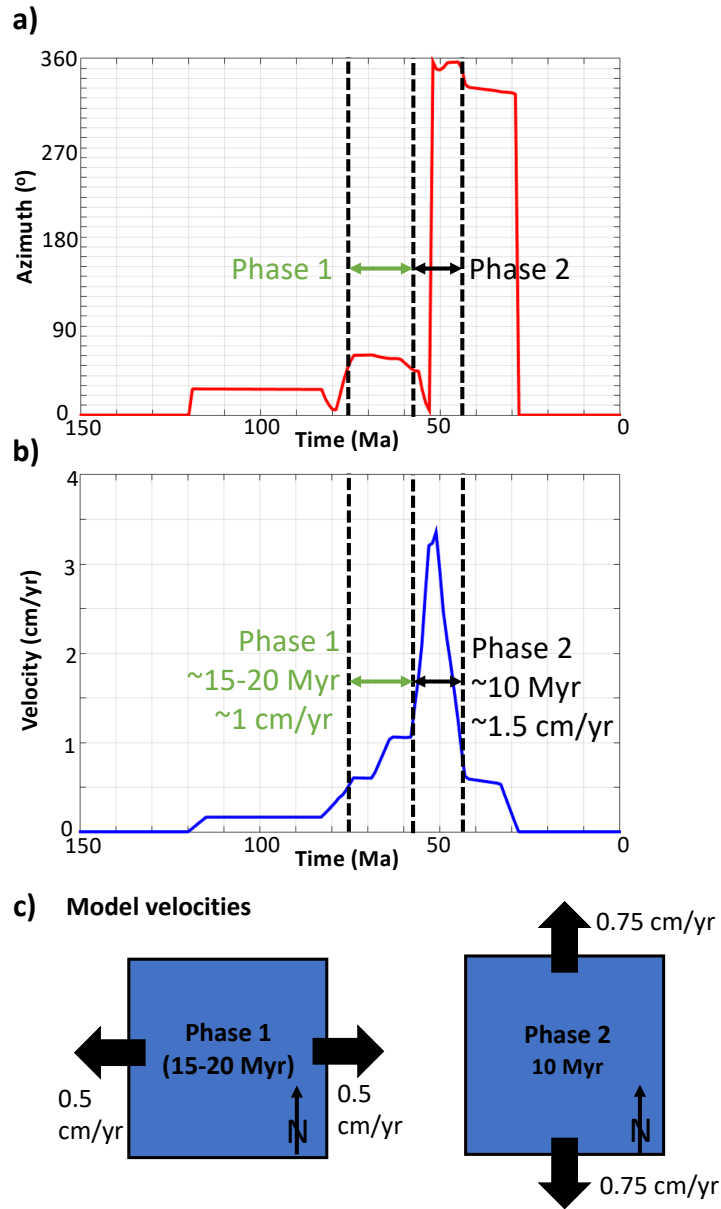 a)
360
270
180
90
0
Azimuth (º)
Phase 1
Phase 2
150
100
50
0
Time (Ma)
b)
4
3
2
1
0
Velocity (cm/yr)
Phase 1
~15-20 Myr
~1 cm/yr
Phase 2
~10 Myr
~1.5 cm/yr
150
100
50
0
Time (Ma)
c) Model velocities
Phase 1
(15-20 Myr)
0.5
cm/yr
0.5
cm/yr
N
0.75 cm/yr
Phase 2
10 Myr
N
0.75 cm/yr